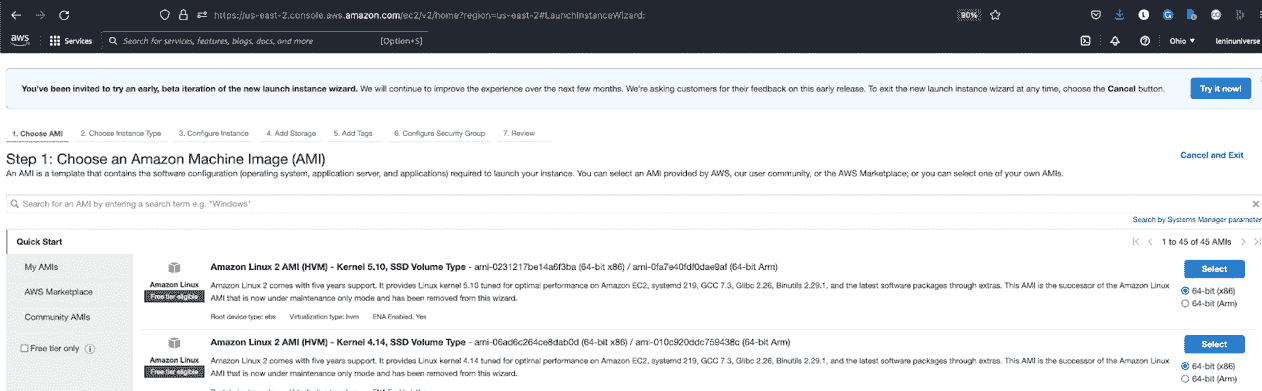 https://us-east-2.console.aws.amazon.com/ec2/v2/home?region=us-east-2#LaunchInstanceWizard:
90%
aws
Services
Search for services, features, blogs, docs, and more
[Option+S]
Ohio
leninuniverse
You've been invited to try an early, beta iteration of the new launch instance wizard. We will continue to improve the experience over the next few months. We're asking customers for their feedback on this early release. To exit the new launch instance wizard at any time, choose the Cancel button.
Try it now!
1. Choose AMI 2. Choose Instance Type 3. Configure Instance 4. Add Storage 5. Add Tags 6. Configure Security Group 7. Review
Step 1: Choose an Amazon Machine Image (AMI)
Cancel and Exit
An AMI is a template that contains the software configuration (operating system, application server, and applications) required to launch your instance. You can select an AMI provided by AWS, our user community, or the AWS Marketplace; or you can select one of your own AMIs.
Search for an AMI by entering a search term e.g. "Windows"
Search by Systems Manager parameter
Quick Start
1 to 45 of 45 AMIs
My AMIs
AWS Marketplace
Community AMIs
Free tier only
Amazon Linux
Free tier eligible
Amazon Linux 2 AMI (HVM) - Kernel 5.10, SSD Volume Type - ami-0231217be14a6f3ba (64-bit x86) / ami-0fa7e40fdf0dae9af (64-bit Arm)
Amazon Linux 2 comes with five years support. It provides Linux kernel 5.10 tuned for optimal performance on Amazon EC2, systemd 219, GCC 7.3, Glibc 2.26, Binutils 2.29.1, and the latest software packages through extras. This AMI is the successor of the Amazon Linux
AMI that is now under maintenance only mode and has been removed from this wizard.
Root device type: ebs Virtualization type: hvm ENA Enabled: Yes
Select
64-bit (x86)
64-bit (Arm)
Amazon Linux
Free tier eligible
Amazon Linux 2 AMI (HVM) - Kernel 4.14, SSD Volume Type - ami-06ad6c264ce8dab0d (64-bit x86) / ami-010c920ddc759438c (64-bit Arm)
Amazon Linux 2 comes with five years support. It provides Linux kernel 4.14 tuned for optimal performance on Amazon EC2, systemd 219, GCC 7.3, Glibc 2.26, Binutils 2.29.1, and the latest software packages through extras. This AMI is the successor of the Amazon Linux
AMI that is now under maintenance only mode and has been removed from this wizard.
Select
64-bit (x86)
64-bit (Arm)